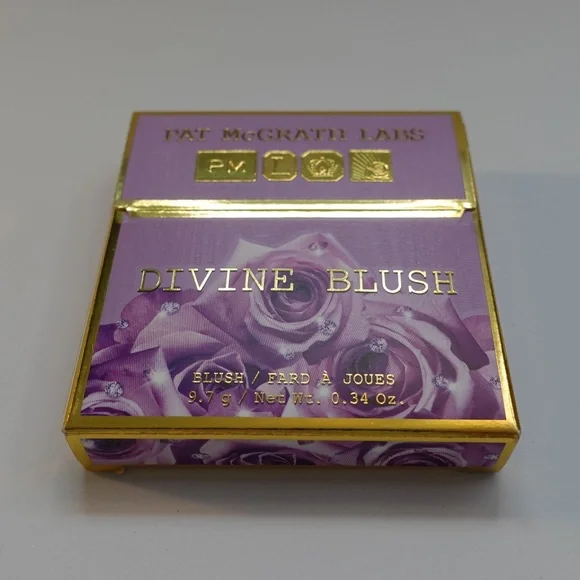 PAT McGRATH LABS
P.M L
DIVINE BLUSH
BLUSH / FARD À JOUES
9.7 g / Net Wt. 0.34 Oz.